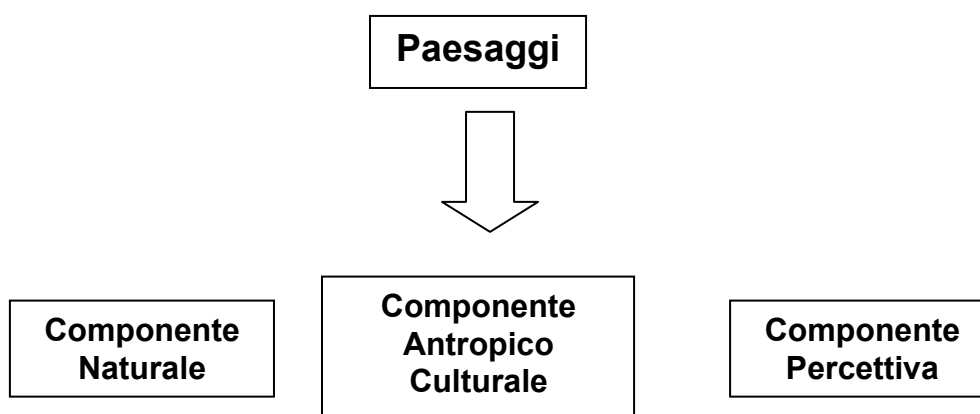 Paesaggi
Componente
Naturale
Componente
Antropico
Culturale
Componente
Percettiva